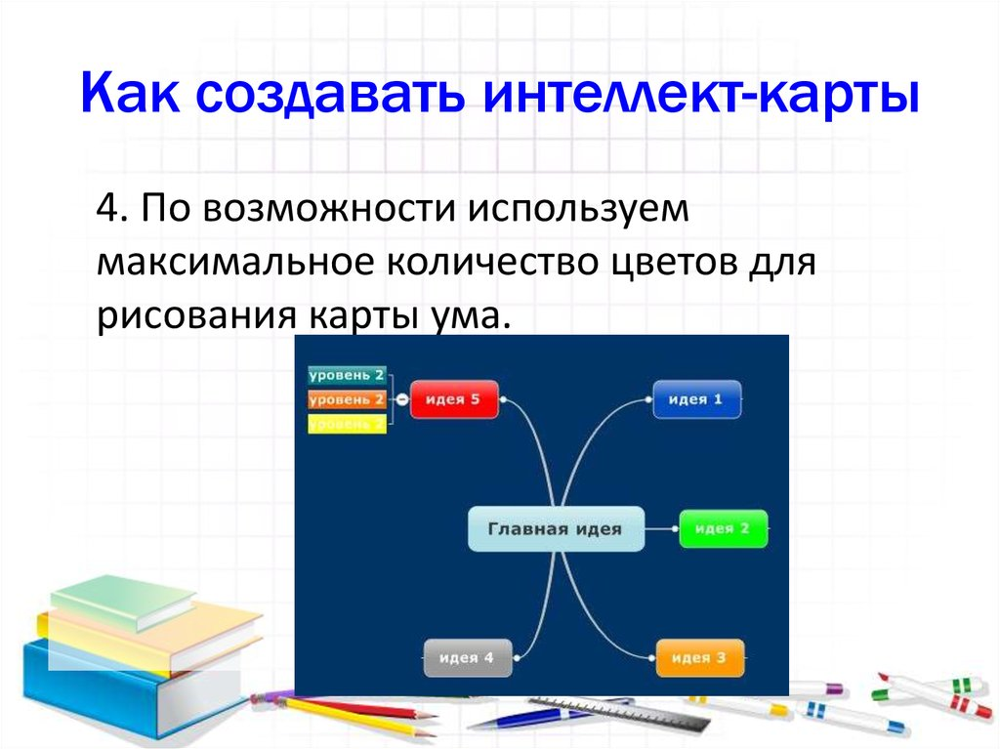 Как создавать интеллект-карты
4. По возможности используем
максимальное количество цветов для
рисования карты ума.
уровень 2
уровень 2
уровень 2
идея 5
идея 1
Главная идея
идея 2
идея 4
идея 3